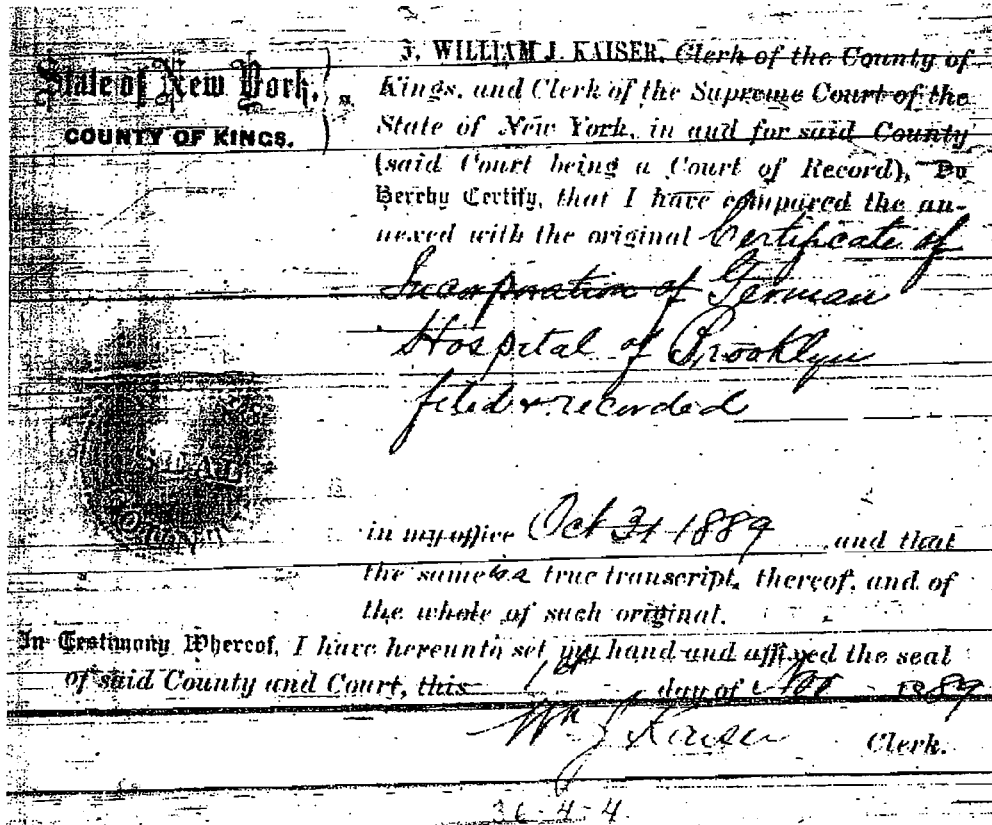 State of New York, } ss.
COUNTY OF KINGS.
I, WILLIAM J. KAISER, Clerk of the County of
Kings, and Clerk of the Supreme Court of the
State of New York, in and for said County
(said Court being a Court of Record), Do
Hereby Certify, that I have compared the an-
nexed with the original Certificate of
Incorporation of German
Hospital of Brooklyn
filed & recorded
SEAL
in my office Oct 31 1889 and that
the same is a true transcript, thereof, and of
the whole of such original.
In Testimony Whereof, I have hereunto set my hand and affixed the seal
of said County and Court, this 1st day of Nov 1889
Wm J Kaiser Clerk.
36-4-4